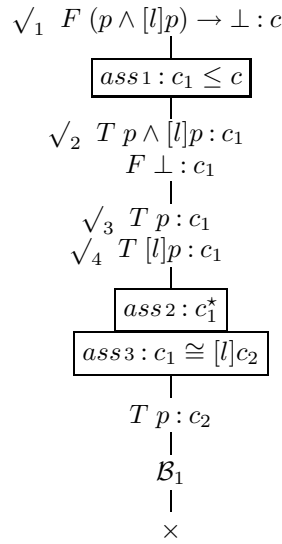 √₁ F (p ∧ [l]p) → ⊥ : c
ass1 : c₁ ≤ c
√₂ T p ∧ [l]p : c₁
F ⊥ : c₁
√₃ T p : c₁
√₄ T [l]p : c₁
ass2 : c₁⋆
ass3 : c₁ ≅ [l]c₂
T p : c₂
ℬ₁
×